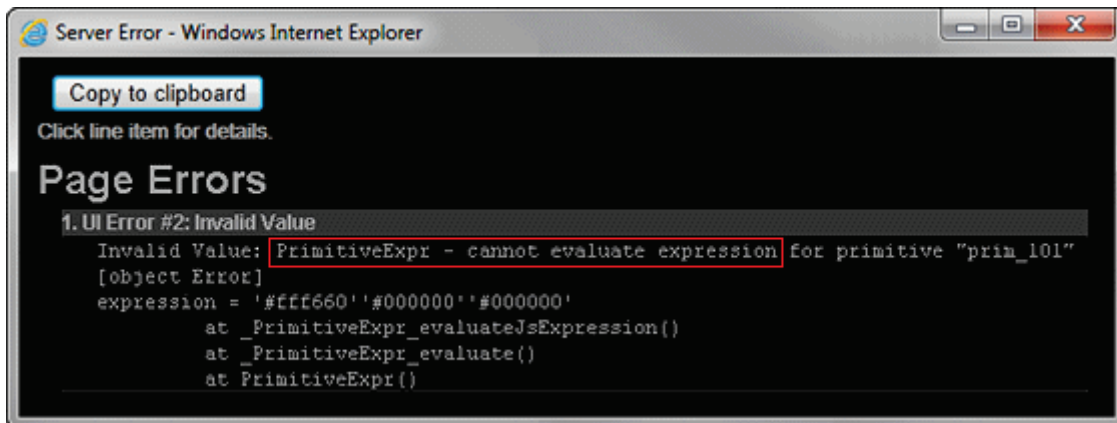 Server Error - Windows Internet Explorer
Copy to clipboard
Click line item for details.
Page Errors
1. UI Error #2: Invalid Value
Invalid Value: PrimitiveExpr - cannot evaluate expression for primitive "prim_101"
[object Error]
expression = '#fff660''#000000''#000000'
at _PrimitiveExpr_evaluateJsExpression()
at _PrimitiveExpr_evaluate()
at PrimitiveExpr()